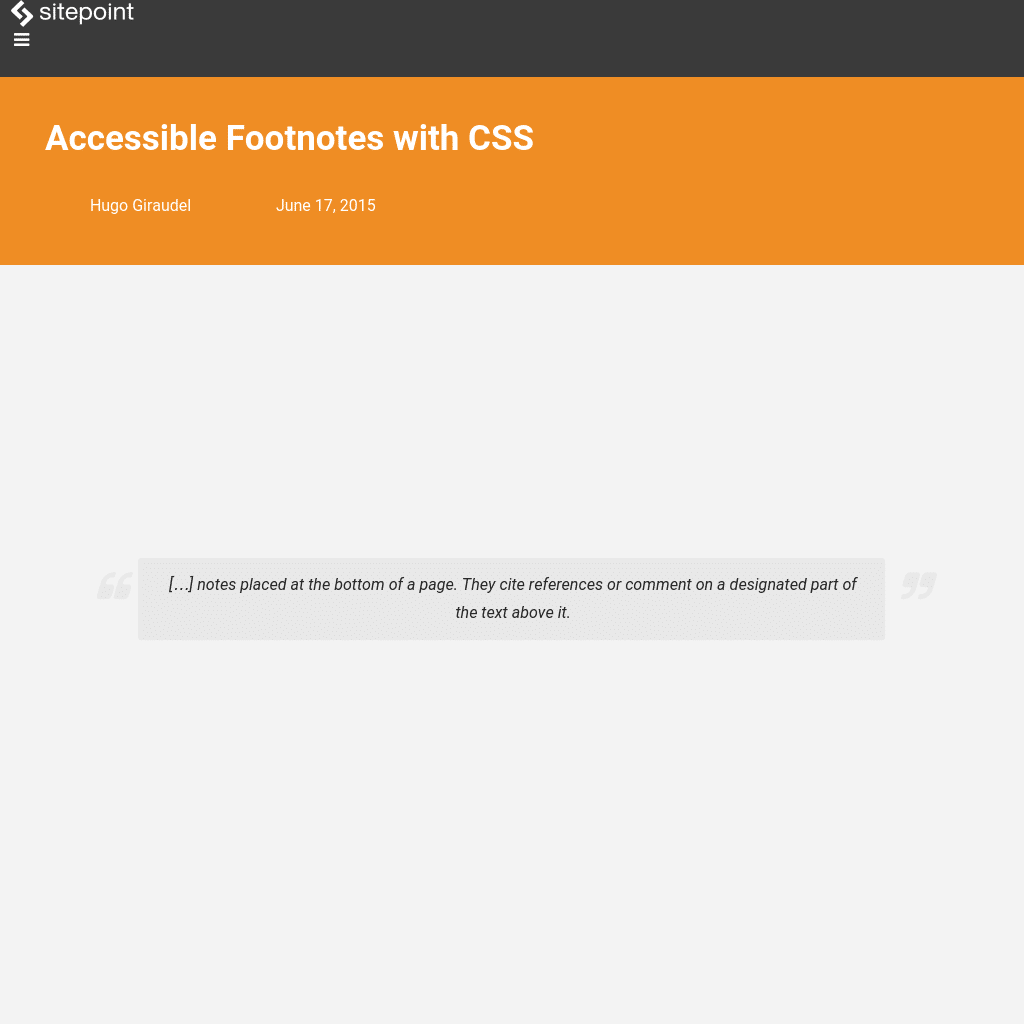 sitepoint
Accessible Footnotes with CSS
Hugo Giraudel June 17, 2015
[…] notes placed at the bottom of a page. They cite references or comment on a designated part of
the text above it.